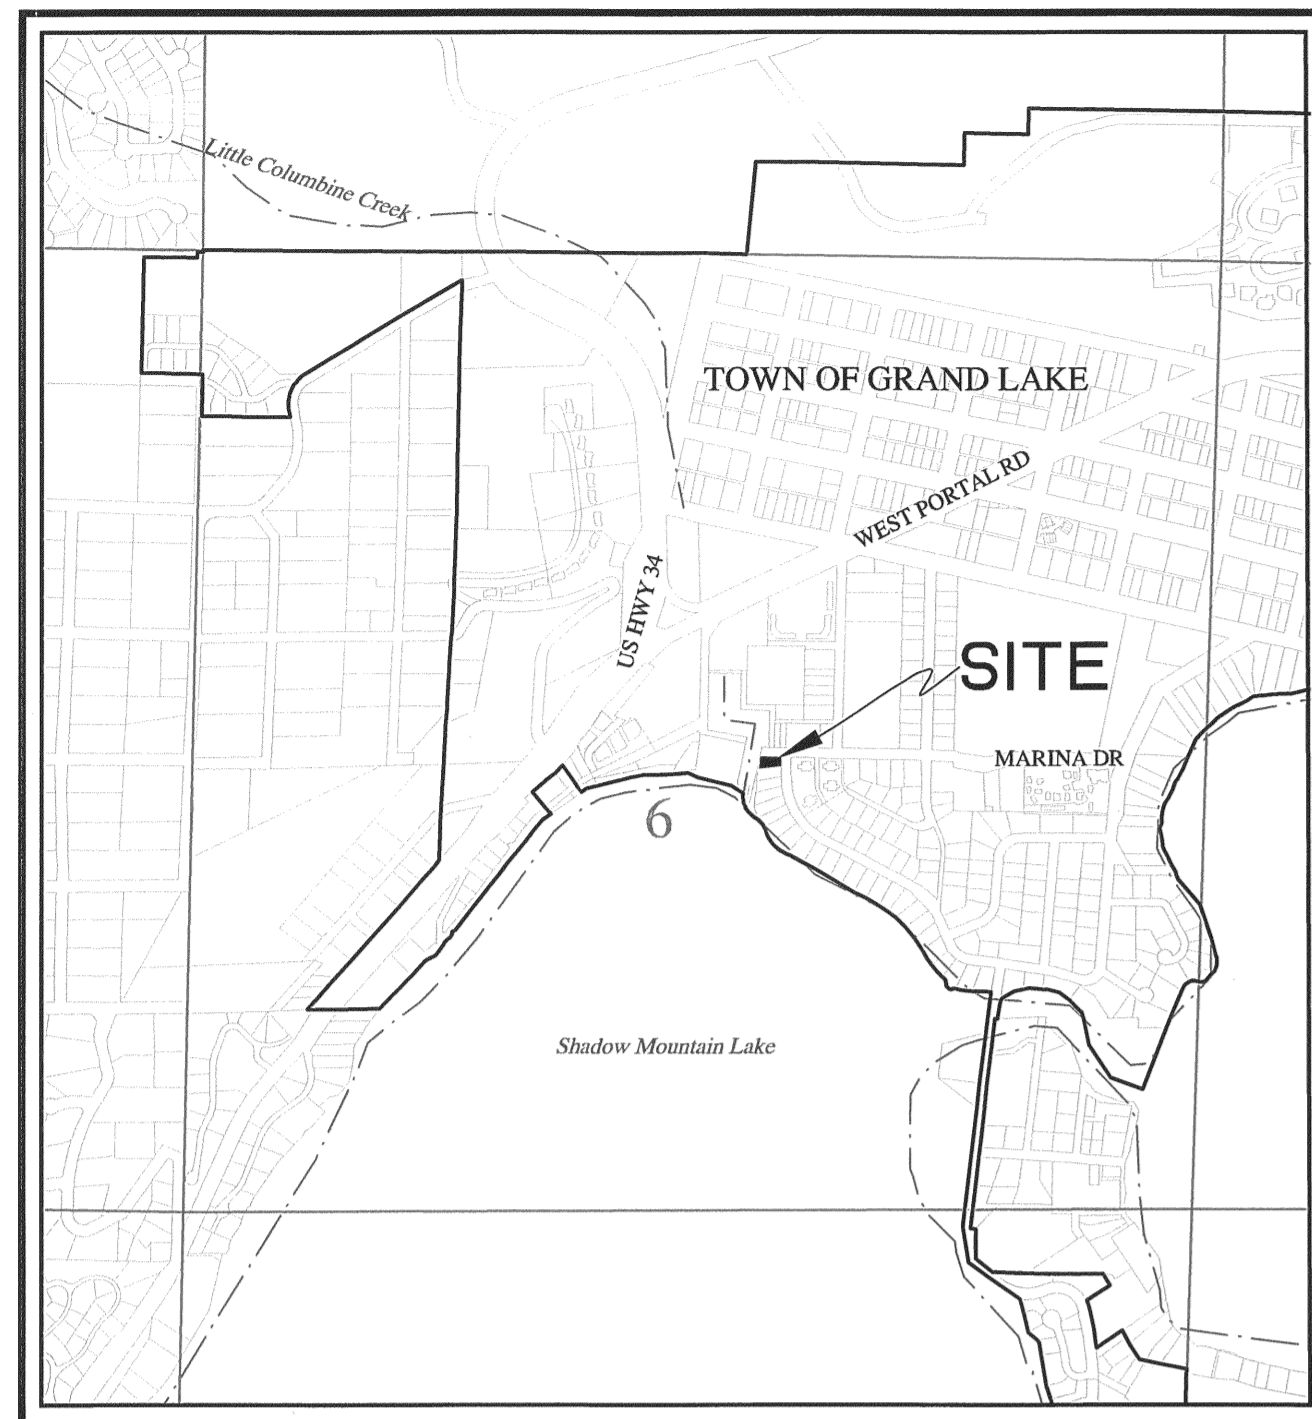 Little Columbine Creek
TOWN OF GRAND LAKE
WEST PORTAL RD
US HWY 34
SITE
MARINA DR
6
Shadow Mountain Lake